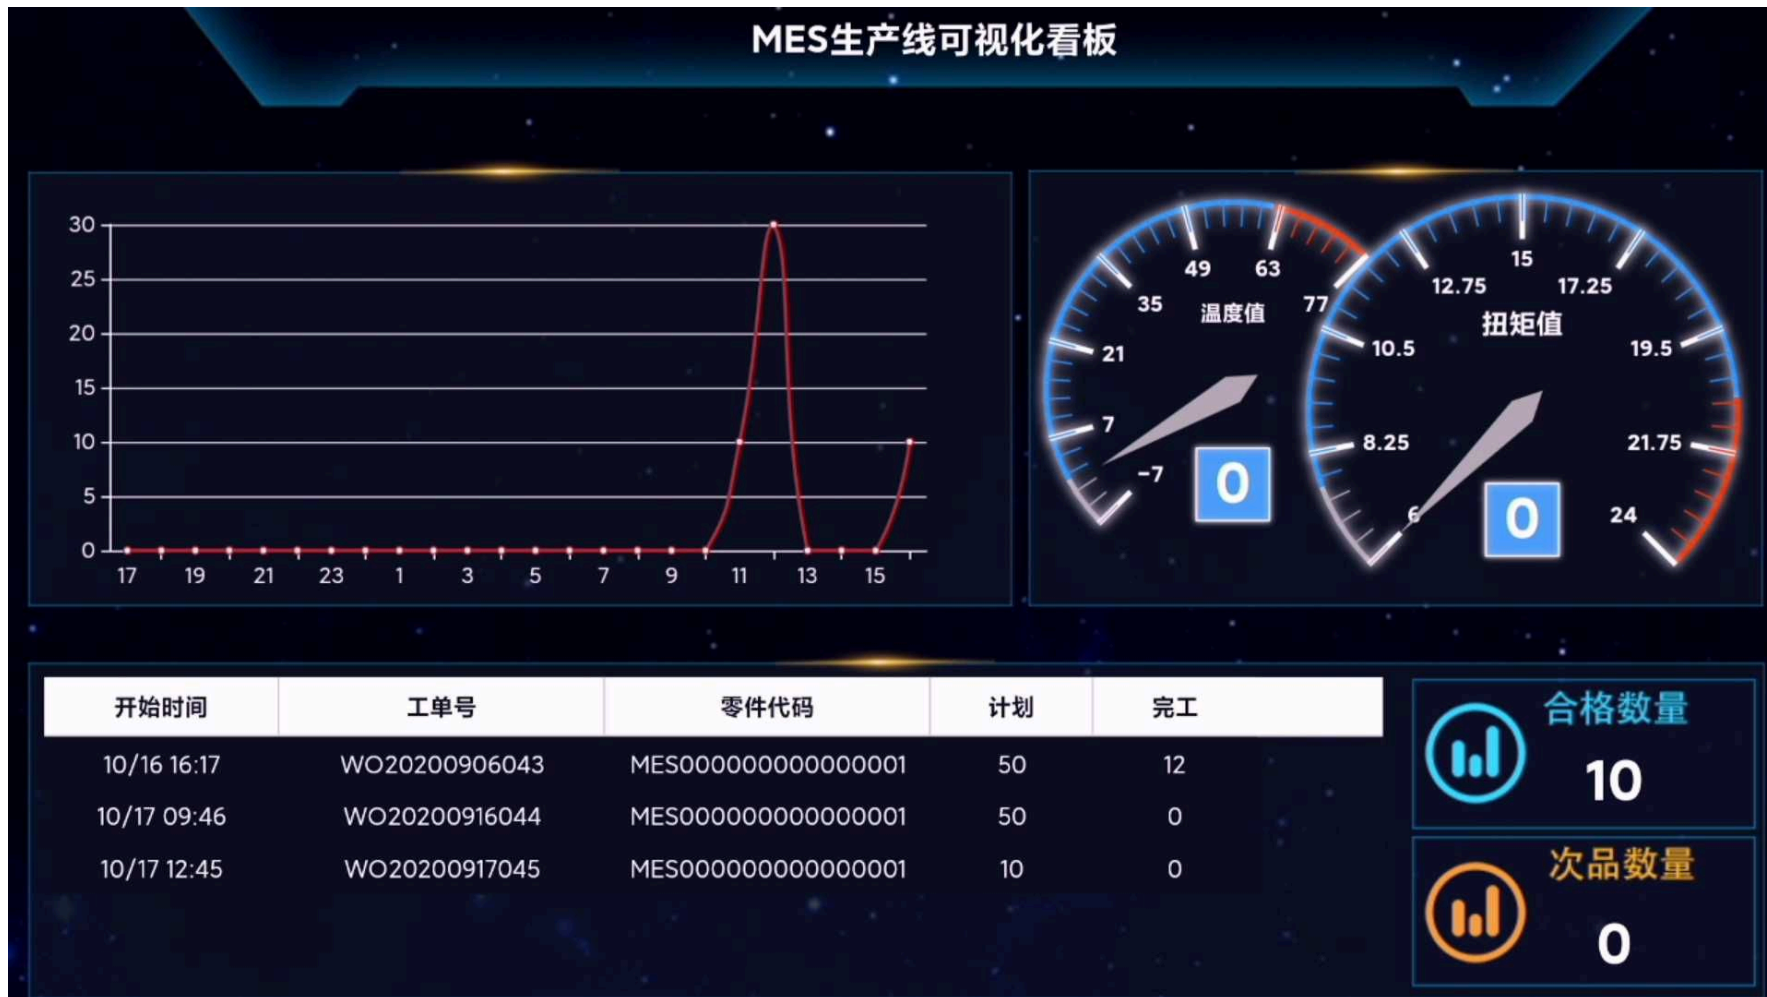 MES生产线可视化看板
30
25
20
15
10
5
0
17 19 21 23 1 3 5 7 9 11 13 15
温度值
-7 7 21 35 49 63 77
0
扭矩值
6 8.25 10.5 12.75 15 17.25 19.5 21.75 24
0
开始时间 工单号 零件代码 计划 完工
10/16 16:17 WO20200906043 MES000000000000001 50 12
10/17 09:46 WO20200916044 MES000000000000001 50 0
10/17 12:45 WO20200917045 MES000000000000001 10 0
合格数量
10
次品数量
0